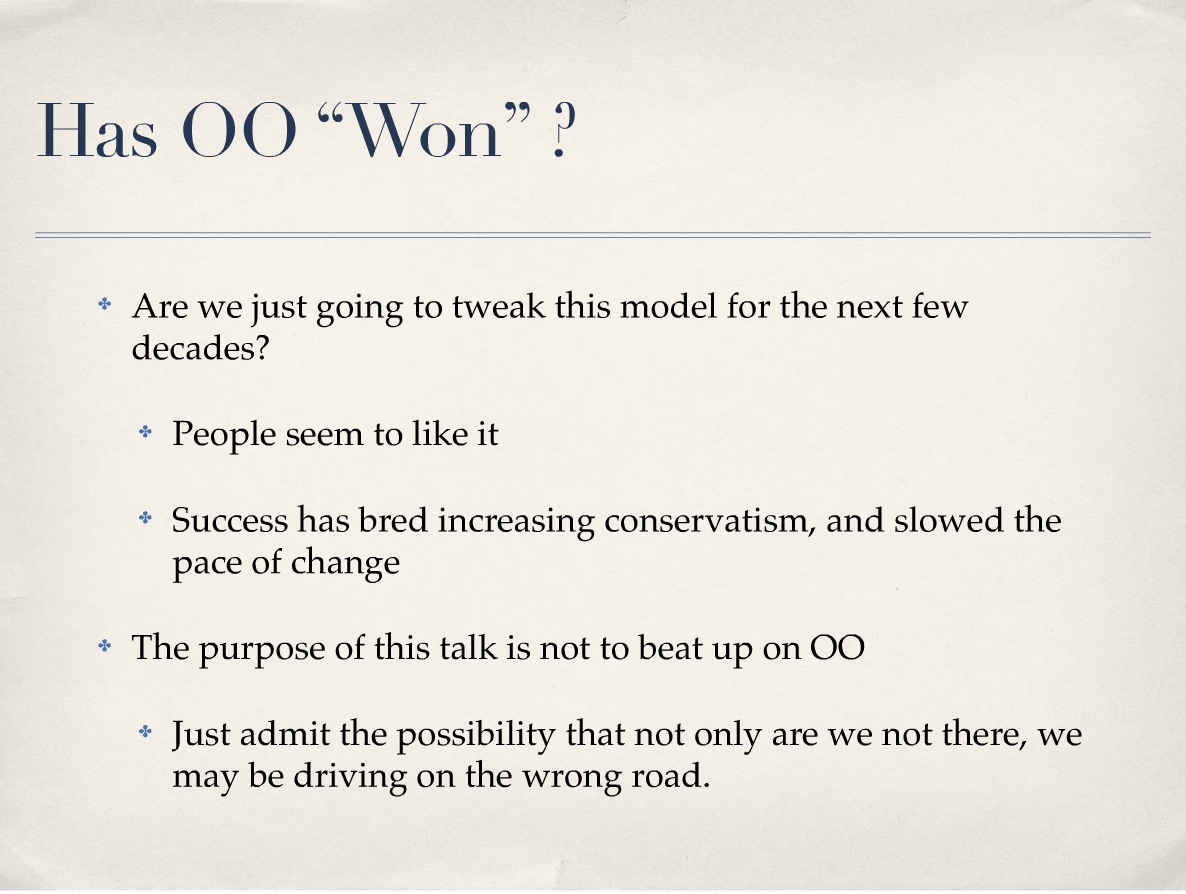 Has OO “Won” ?
Are we just going to tweak this model for the next few
decades?
People seem to like it
Success has bred increasing conservatism, and slowed the
pace of change
The purpose of this talk is not to beat up on OO
Just admit the possibility that not only are we not there, we
may be driving on the wrong road.